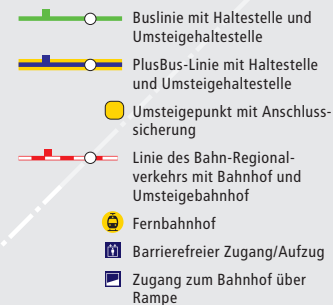 Buslinie mit Haltestelle und
Umsteigehaltestelle
PlusBus-Linie mit Haltestelle
und Umsteigehaltestelle
Umsteigepunkt mit Anschluss-
sicherung
Linie des Bahn-Regional-
verkehrs mit Bahnhof und
Umsteigebahnhof
Fernbahnhof
Barrierefreier Zugang/Aufzug
Zugang zum Bahnhof über
Rampe